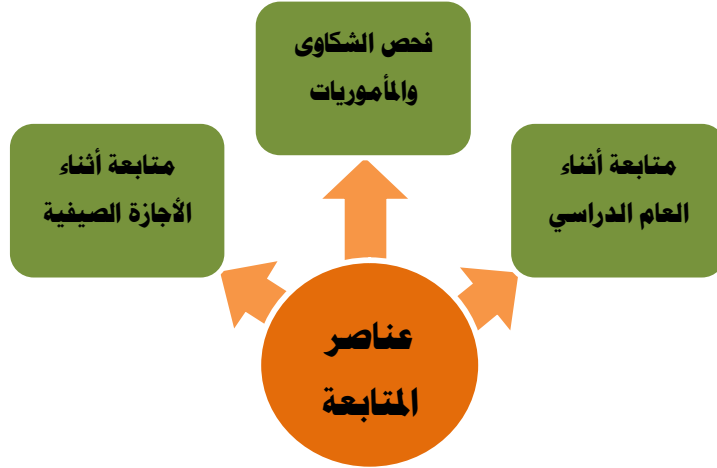 فحص الشكاوى
والمأموريات
متابعة أثناء
العام الدراسي
متابعة أثناء
الأجازة الصيفية
عناصر
المتابعة